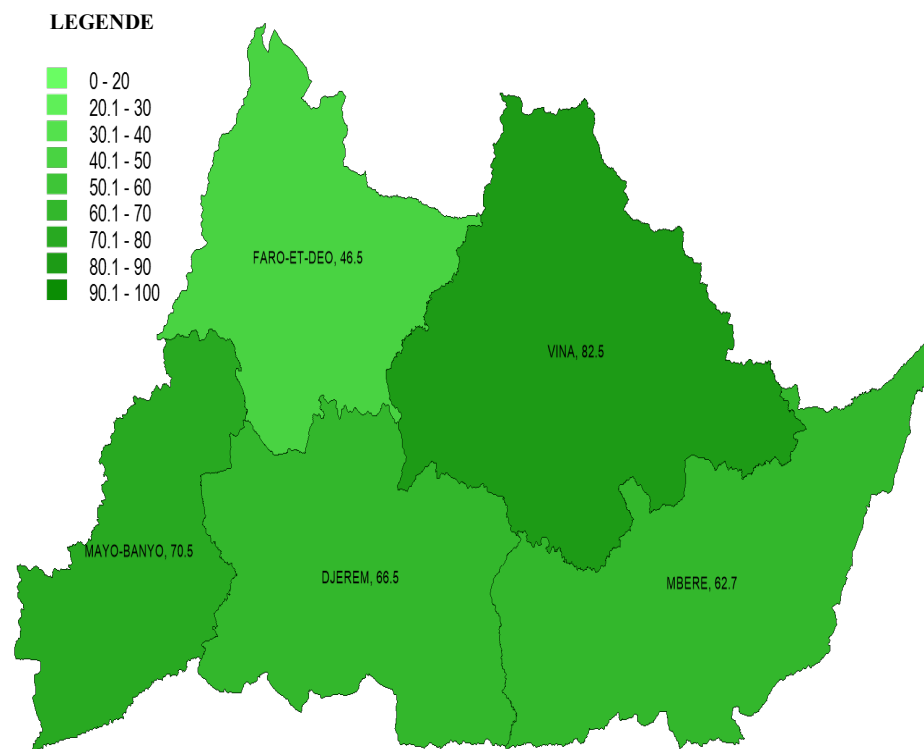 LEGENDE
0 - 20
20.1 - 30
30.1 - 40
40.1 - 50
50.1 - 60
60.1 - 70
70.1 - 80
80.1 - 90
90.1 - 100
FARO-ET-DEO, 46.5
VINA, 82.5
MAYO-BANYO, 70.5
DJEREM, 66.5
MBERE, 62.7